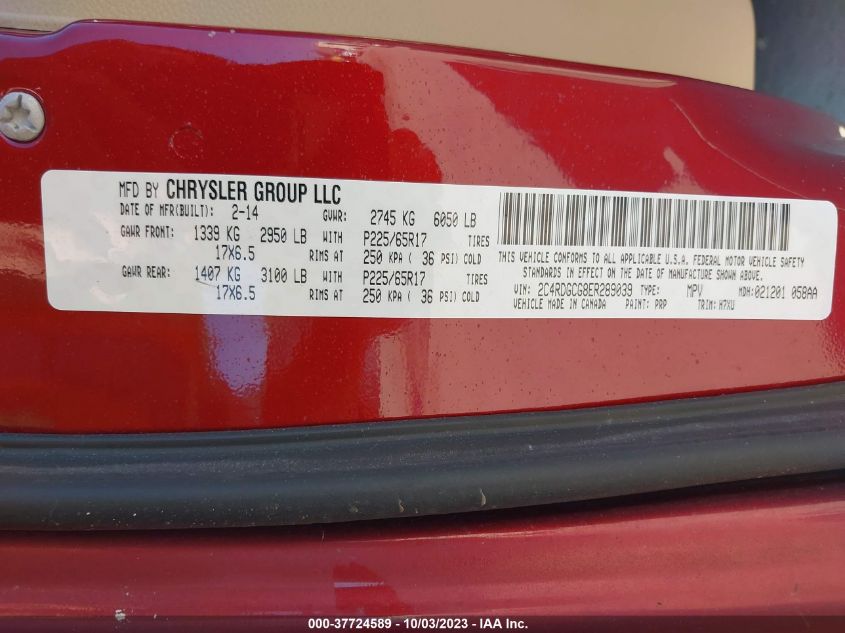 MFD BY CHRYSLER GROUP LLC
DATE OF MFR(BUILT): 2-14 GVWR: 2745 KG 6050 LB
GAWR FRONT: 1339 KG 2950 LB WITH P225/65R17 TIRES
17X6.5 RIMS AT 250 KPA ( 36 PSI) COLD
GAWR REAR: 1407 KG 3100 LB WITH P225/65R17 TIRES
17X6.5 RIMS AT 250 KPA ( 36 PSI) COLD
THIS VEHICLE CONFORMS TO ALL APPLICABLE U.S.A. FEDERAL MOTOR VEHICLE SAFETY
STANDARDS IN EFFECT ON THE DATE OF MANUFACTURE SHOWN ABOVE.
VIN: 2C4RDGCG8ER289039 TYPE: MPV MDH:021201 058AA
VEHICLE MADE IN CANADA PAINT: PRP TRIM: H7XU
000-37724589 - 10/03/2023 - IAA Inc.